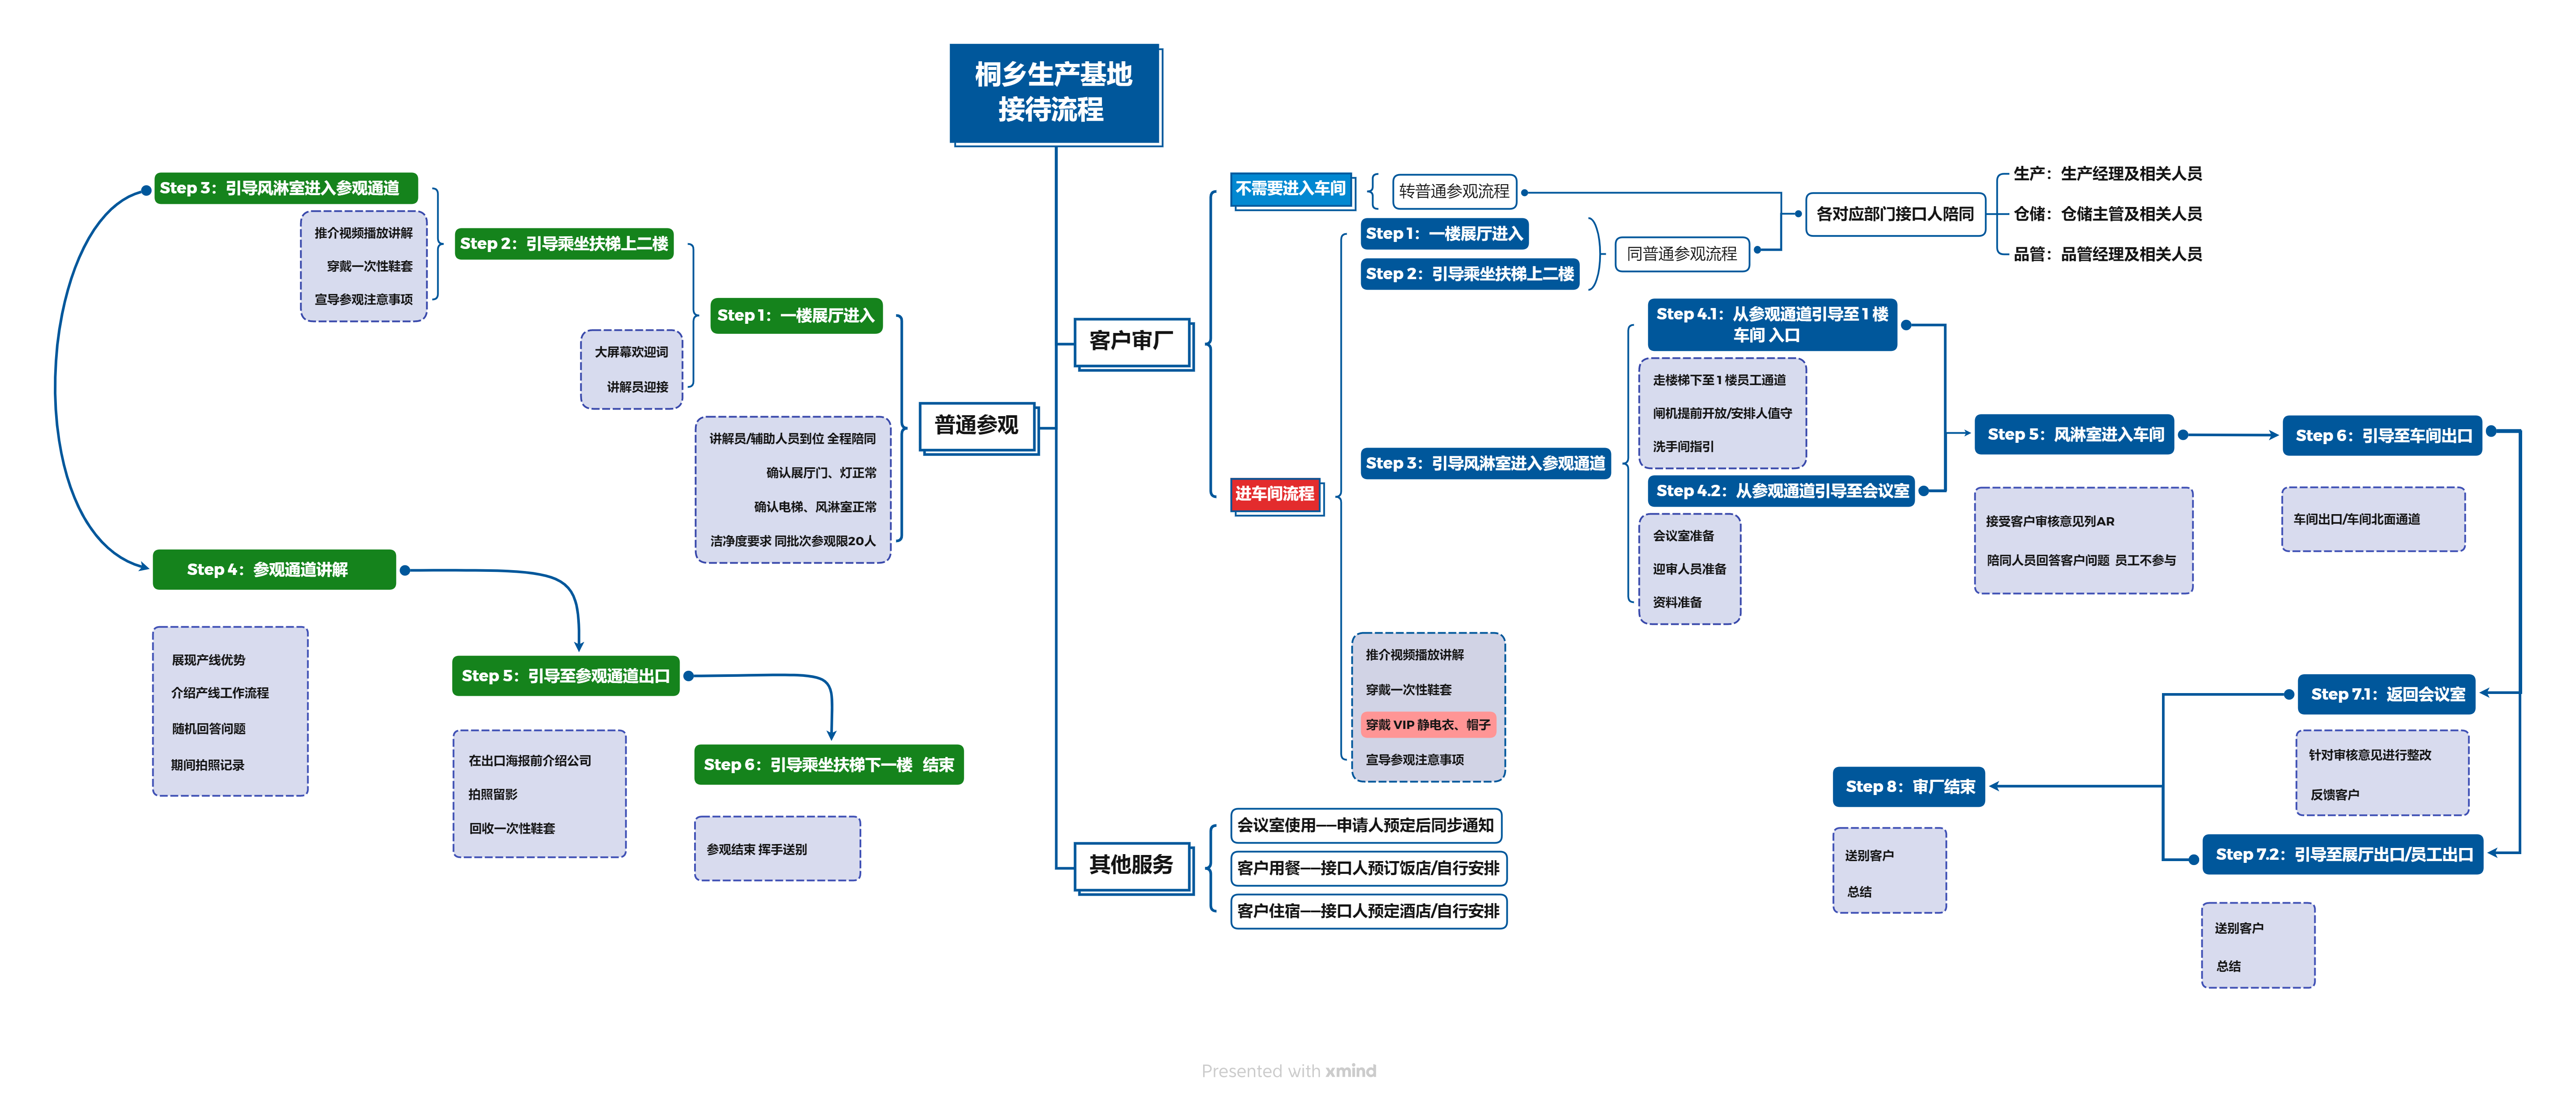 桐乡生产基地
接待流程
普通参观
讲解员/辅助人员到位 全程陪同
确认展厅门、灯正常
确认电梯、风淋室正常
洁净度要求 同批次参观限20人
Step 1：一楼展厅进入
大屏幕欢迎词
讲解员迎接
Step 2：引导乘坐扶梯上二楼
推介视频播放讲解
穿戴一次性鞋套
宣导参观注意事项
Step 3：引导风淋室进入参观通道
Step 4：参观通道讲解
展现产线优势
介绍产线工作流程
随机回答问题
期间拍照记录
Step 5：引导至参观通道出口
在出口海报前介绍公司
拍照留影
回收一次性鞋套
Step 6：引导乘坐扶梯下一楼 结束
参观结束 挥手送别
客户审厂
不需要进入车间
转普通参观流程
进车间流程
Step 1：一楼展厅进入
Step 2：引导乘坐扶梯上二楼
同普通参观流程
各对应部门接口人陪同
生产：生产经理及相关人员
仓储：仓储主管及相关人员
品管：品管经理及相关人员
Step 3：引导风淋室进入参观通道
推介视频播放讲解
穿戴一次性鞋套
穿戴 VIP 静电衣、帽子
宣导参观注意事项
Step 4.1：从参观通道引导至 1 楼
车间 入口
走楼梯下至 1 楼员工通道
闸机提前开放/安排人值守
洗手间指引
Step 4.2：从参观通道引导至会议室
会议室准备
迎审人员准备
资料准备
Step 5：风淋室进入车间
接受客户审核意见列AR
陪同人员回答客户问题 员工不参与
Step 6：引导至车间出口
车间出口/车间北面通道
Step 7.1：返回会议室
针对审核意见进行整改
反馈客户
Step 7.2：引导至展厅出口/员工出口
送别客户
总结
Step 8：审厂结束
送别客户
总结
其他服务
会议室使用——申请人预定后同步通知
客户用餐——接口人预订饭店/自行安排
客户住宿——接口人预定酒店/自行安排
Presented with xmind